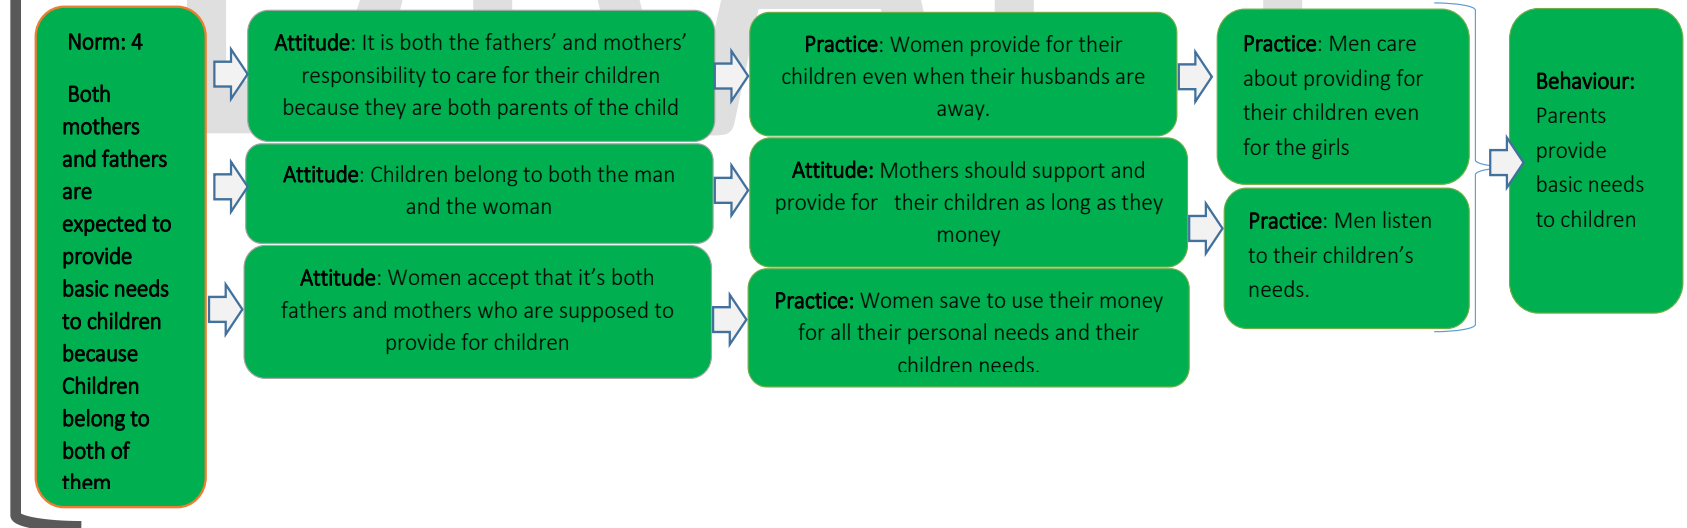 Norm: 4
Both
mothers
and fathers
are
expected to
provide
basic needs
to children
because
Children
belong to
both of
them
Attitude: It is both the fathers’ and mothers’
responsibility to care for their children
because they are both parents of the child
Attitude: Children belong to both the man
and the woman
Attitude: Women accept that it’s both
fathers and mothers who are supposed to
provide for children
Practice: Women provide for their
children even when their husbands are
away.
Attitude: Mothers should support and
provide for their children as long as they
money
Practice: Women save to use their money
for all their personal needs and their
children needs.
Practice: Men care
about providing for
their children even
for the girls
Practice: Men listen
to their children’s
needs.
Behaviour:
Parents
provide
basic needs
to children